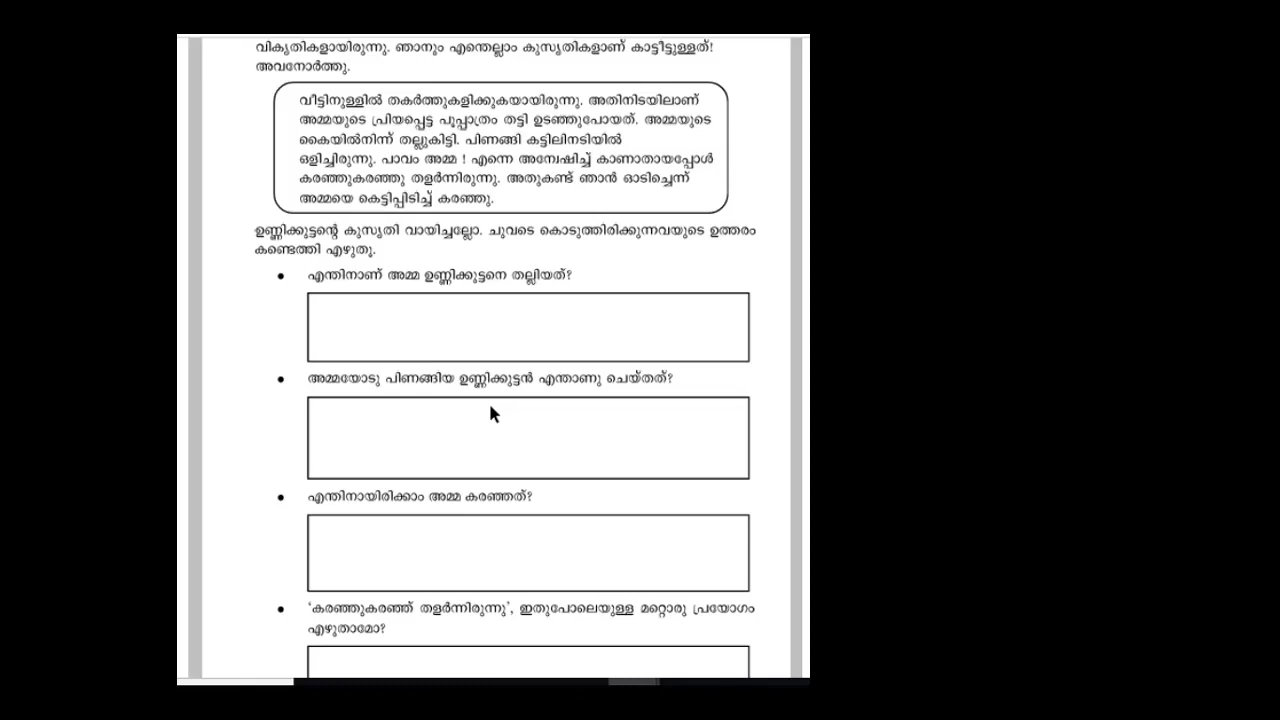 വികൃതികളായിരുന്നു. ഞാനും എന്തെല്ലാം കുസൃതികളാണ് കാട്ടീട്ടുള്ളത്!
അവനോർത്തു.
വീട്ടിനുള്ളിൽ തകർത്തുകളിക്കുകയായിരുന്നു. അതിനിടയിലാണ്
അമ്മയുടെ പ്രിയപ്പെട്ട പൂപ്പാത്രം തട്ടി ഉടഞ്ഞുപോയത്. അമ്മയുടെ
കൈയിൽനിന്ന് തല്ലുകിട്ടി. പിണങ്ങി കട്ടിലിനടിയിൽ
ഒളിച്ചിരുന്നു. പാവം അമ്മ ! എന്നെ അന്വേഷിച്ച് കാണാതായപ്പോൾ
കരഞ്ഞുകരഞ്ഞു തളർന്നിരുന്നു. അതുകണ്ട് ഞാൻ ഓടിച്ചെന്ന്
അമ്മയെ കെട്ടിപ്പിടിച്ച് കരഞ്ഞു.
ഉണ്ണിക്കുട്ടന്റെ കുസൃതി വായിച്ചല്ലോ. ചുവടെ കൊടുത്തിരിക്കുന്നവയുടെ ഉത്തരം
കണ്ടെത്തി എഴുതൂ.
• എന്തിനാണ് അമ്മ ഉണ്ണിക്കുട്ടനെ തല്ലിയത്?
• അമ്മയോടു പിണങ്ങിയ ഉണ്ണിക്കുട്ടൻ എന്താണു ചെയ്തത്?
• എന്തിനായിരിക്കാം അമ്മ കരഞ്ഞത്?
• ‘കരഞ്ഞുകരഞ്ഞ് തളർന്നിരുന്നു’, ഇതുപോലെയുള്ള മറ്റൊരു പ്രയോഗം
എഴുതാമോ?